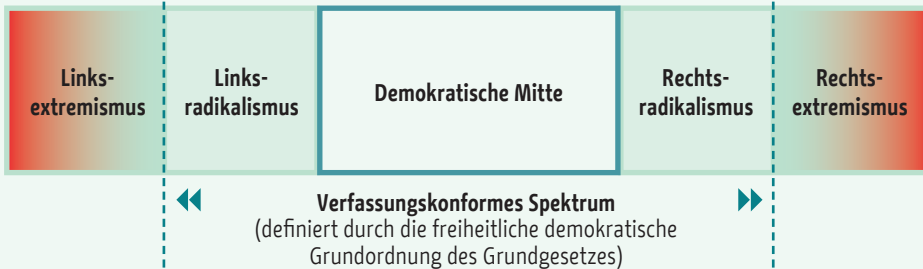 Links-
extremismus
Links-
radikalismus
Demokratische Mitte
Rechts-
radikalismus
Rechts-
extremismus
Verfassungskonformes Spektrum
(definiert durch die freiheitliche demokratische
Grundordnung des Grundgesetzes)